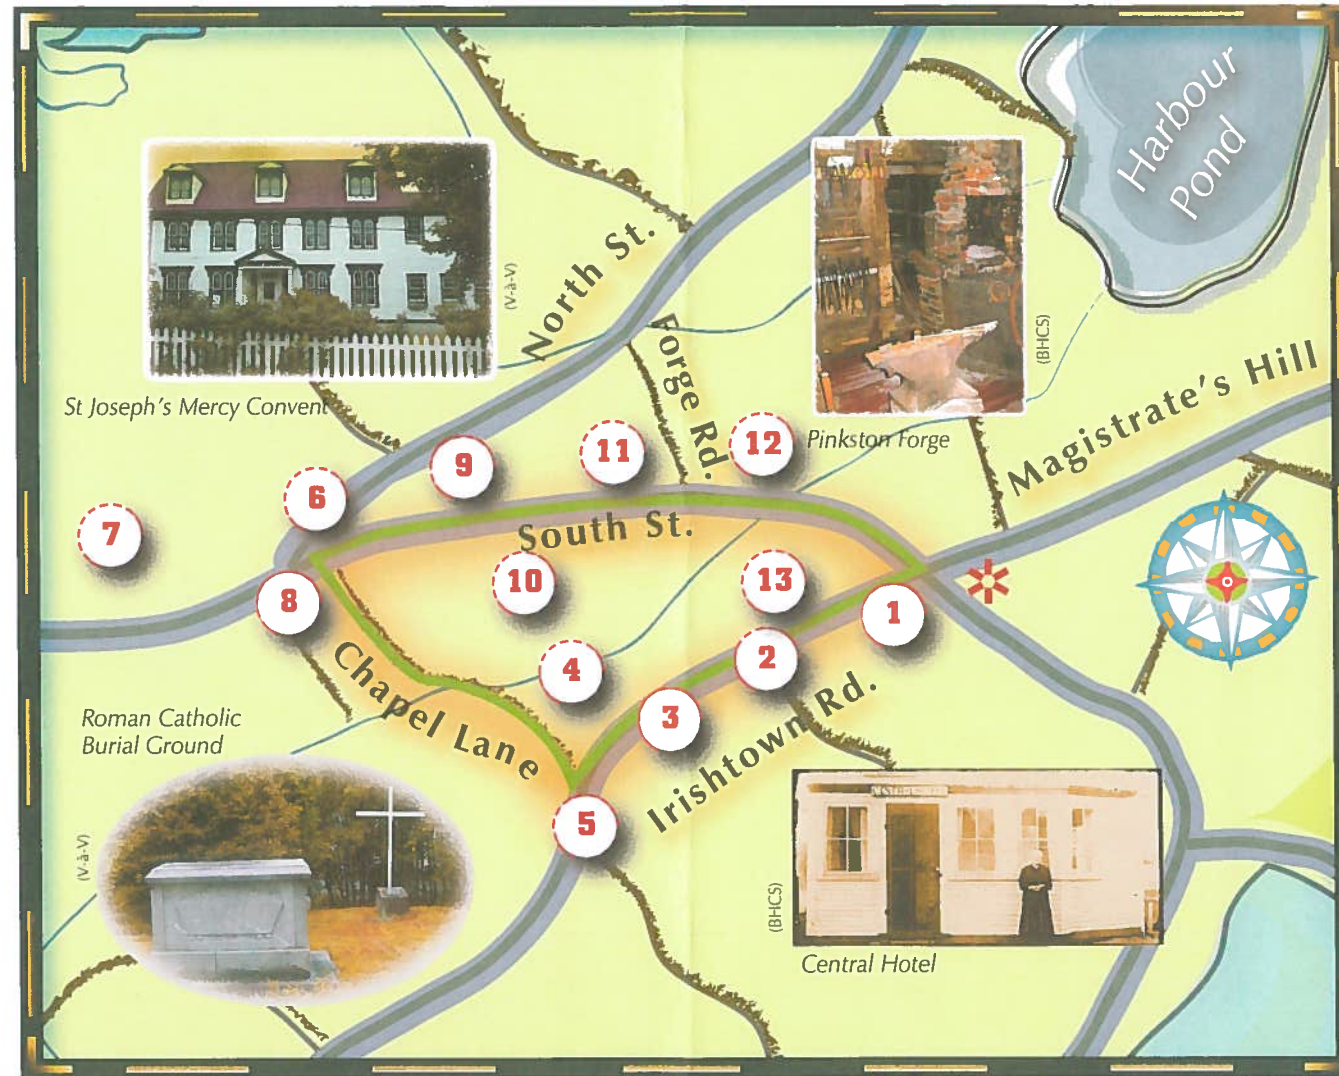 Harbour
Pond
(V-à-V)
North St.
Forge Rd.
(BHCS)
Magistrate's Hill
St Joseph's Mercy Convent
Pinkston Forge
12
11
9
6
7
South St.
10
13
8
1
2
4
3
Chapel Lane
Irishtown Rd.
Roman Catholic
Burial Ground
5
(V-à-V)
(BHCS)
Central Hotel